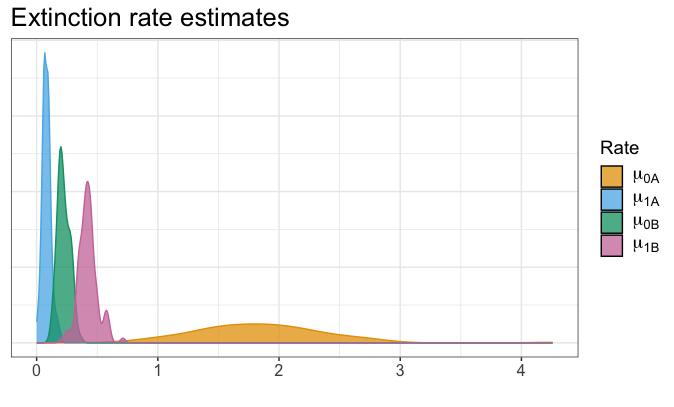 Extinction rate estimates
Rate
μ0A
μ1A
μ0B
μ1B
0 1 2 3 4